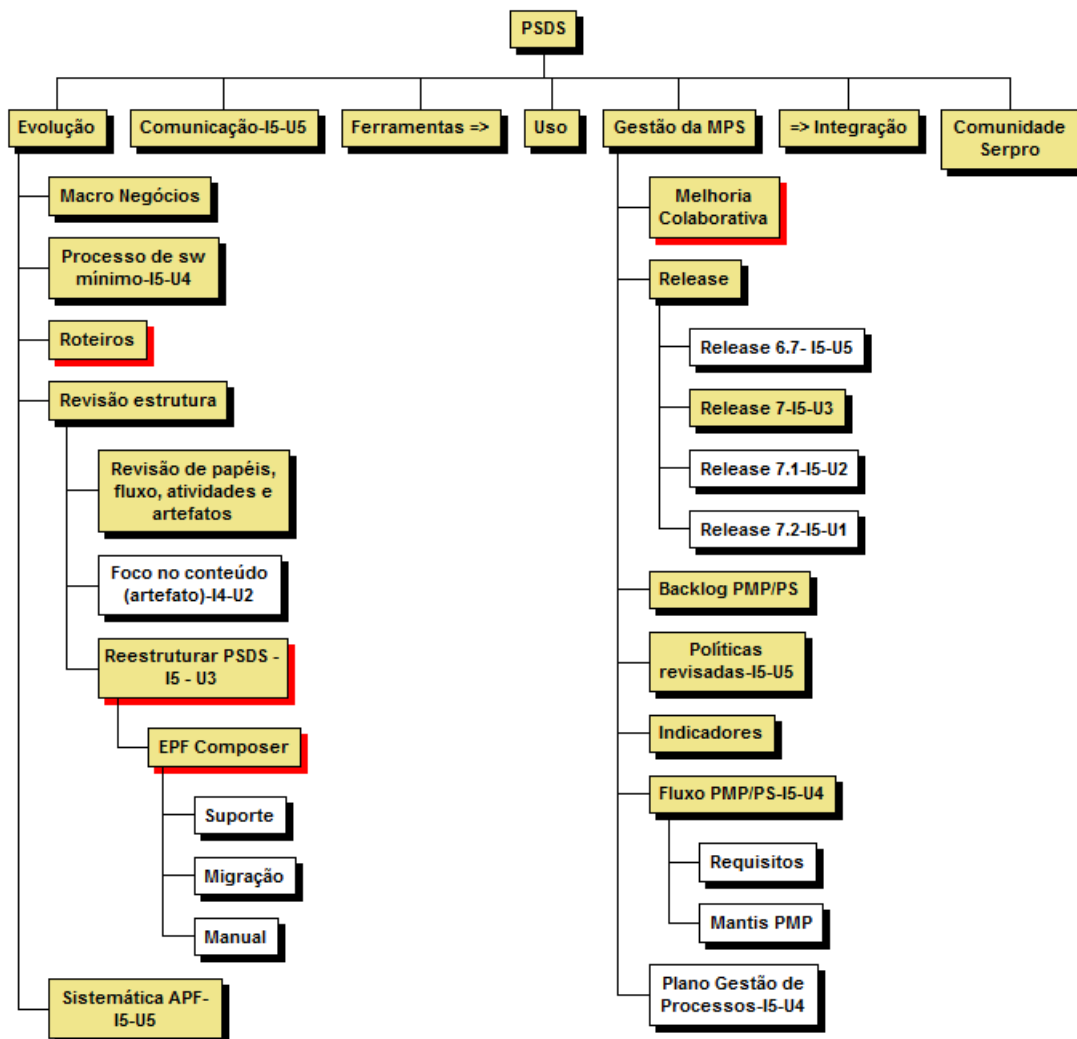 PSDS
Evolução
Comunicação-I5-U5
Ferramentas =>
Uso
Gestão da MPS
=> Integração
Comunidade
Serpro
Macro Negócios
Processo de sw
mínimo-I5-U4
Roteiros
Revisão estrutura
Revisão de papéis,
fluxo, atividades e
artefatos
Foco no conteúdo
(artefato)-I4-U2
Reestruturar PSDS -
I5 - U3
EPF Composer
Suporte
Migração
Manual
Sistemática APF-
I5-U5
Melhoria
Colaborativa
Release
Release 6.7- I5-U5
Release 7-I5-U3
Release 7.1-I5-U2
Release 7.2-I5-U1
Backlog PMP/PS
Políticas
revisadas-I5-U5
Indicadores
Fluxo PMP/PS-I5-U4
Requisitos
Mantis PMP
Plano Gestão de
Processos-I5-U4